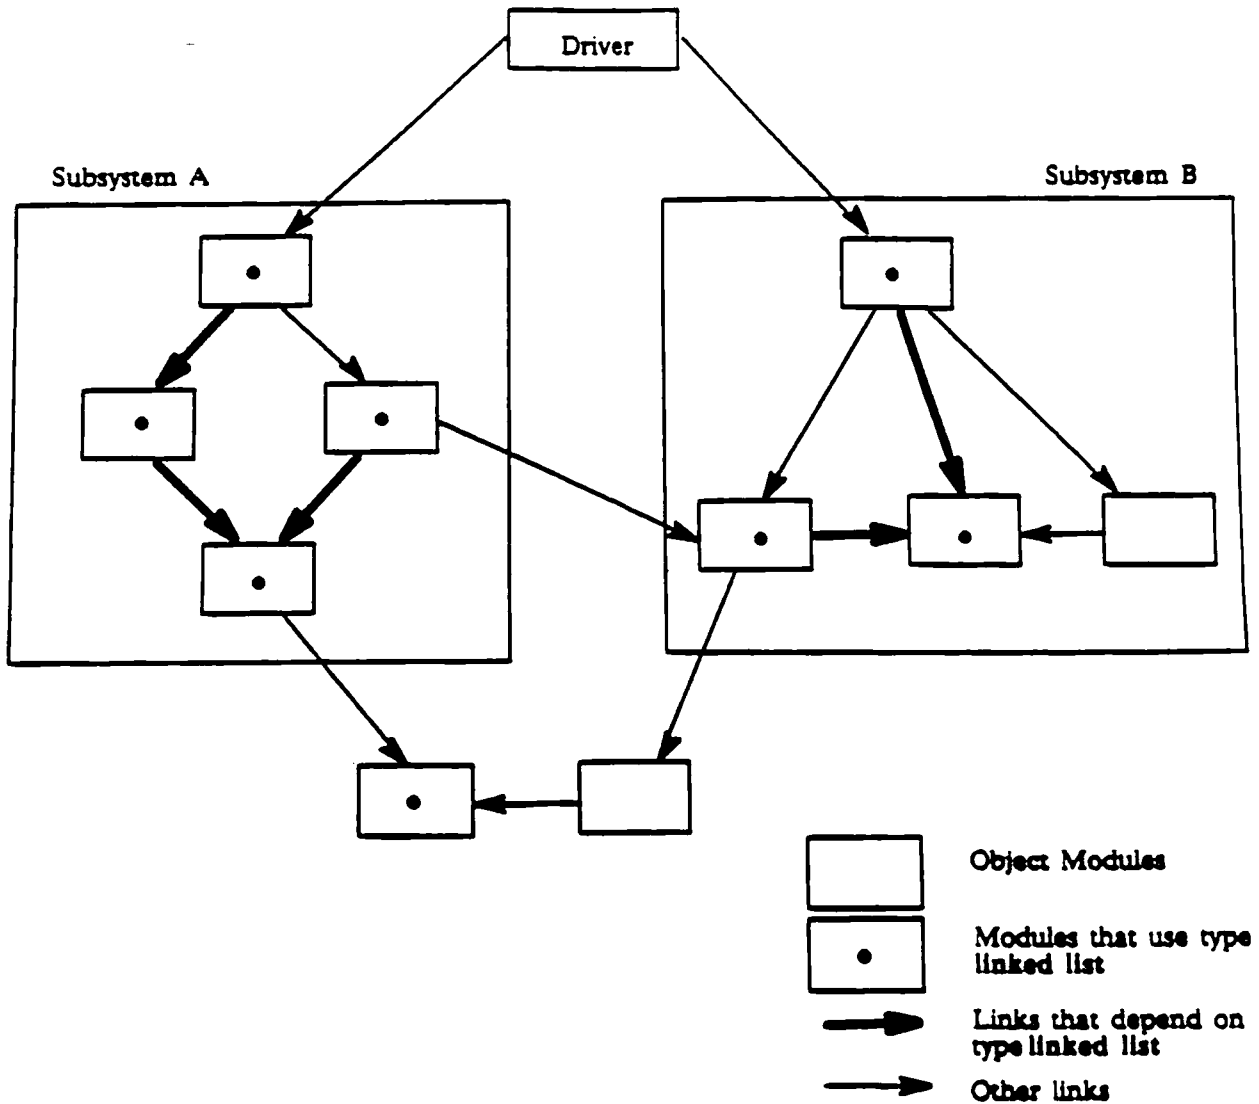 Driver
Subsystem A
Subsystem B
Object Modules
Modules that use type
linked list
Links that depend on
type linked list
Other links